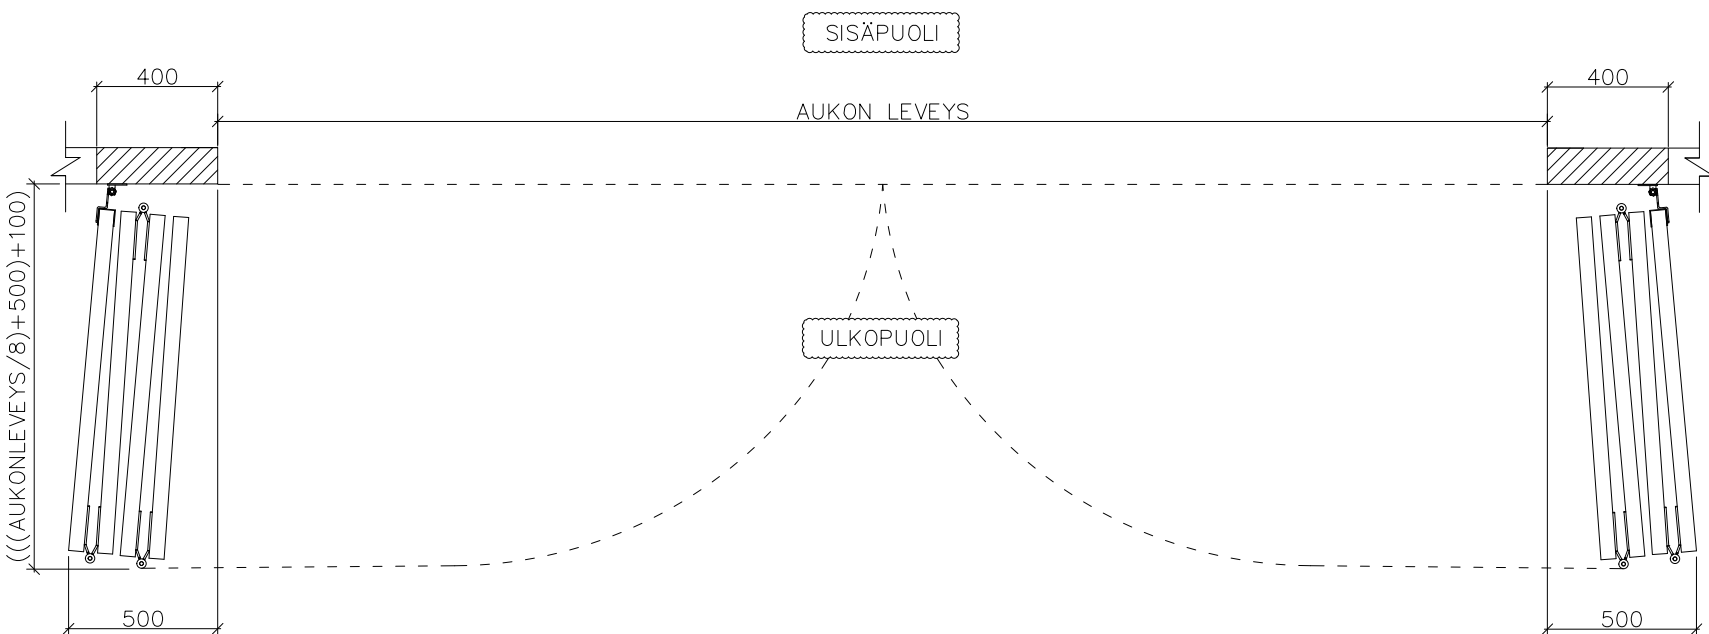 SISÄPUOLI
400
400
AUKON LEVEYS
(((AUKONLEVEYS/8)+500)+100)
ULKOPUOLI
500
500